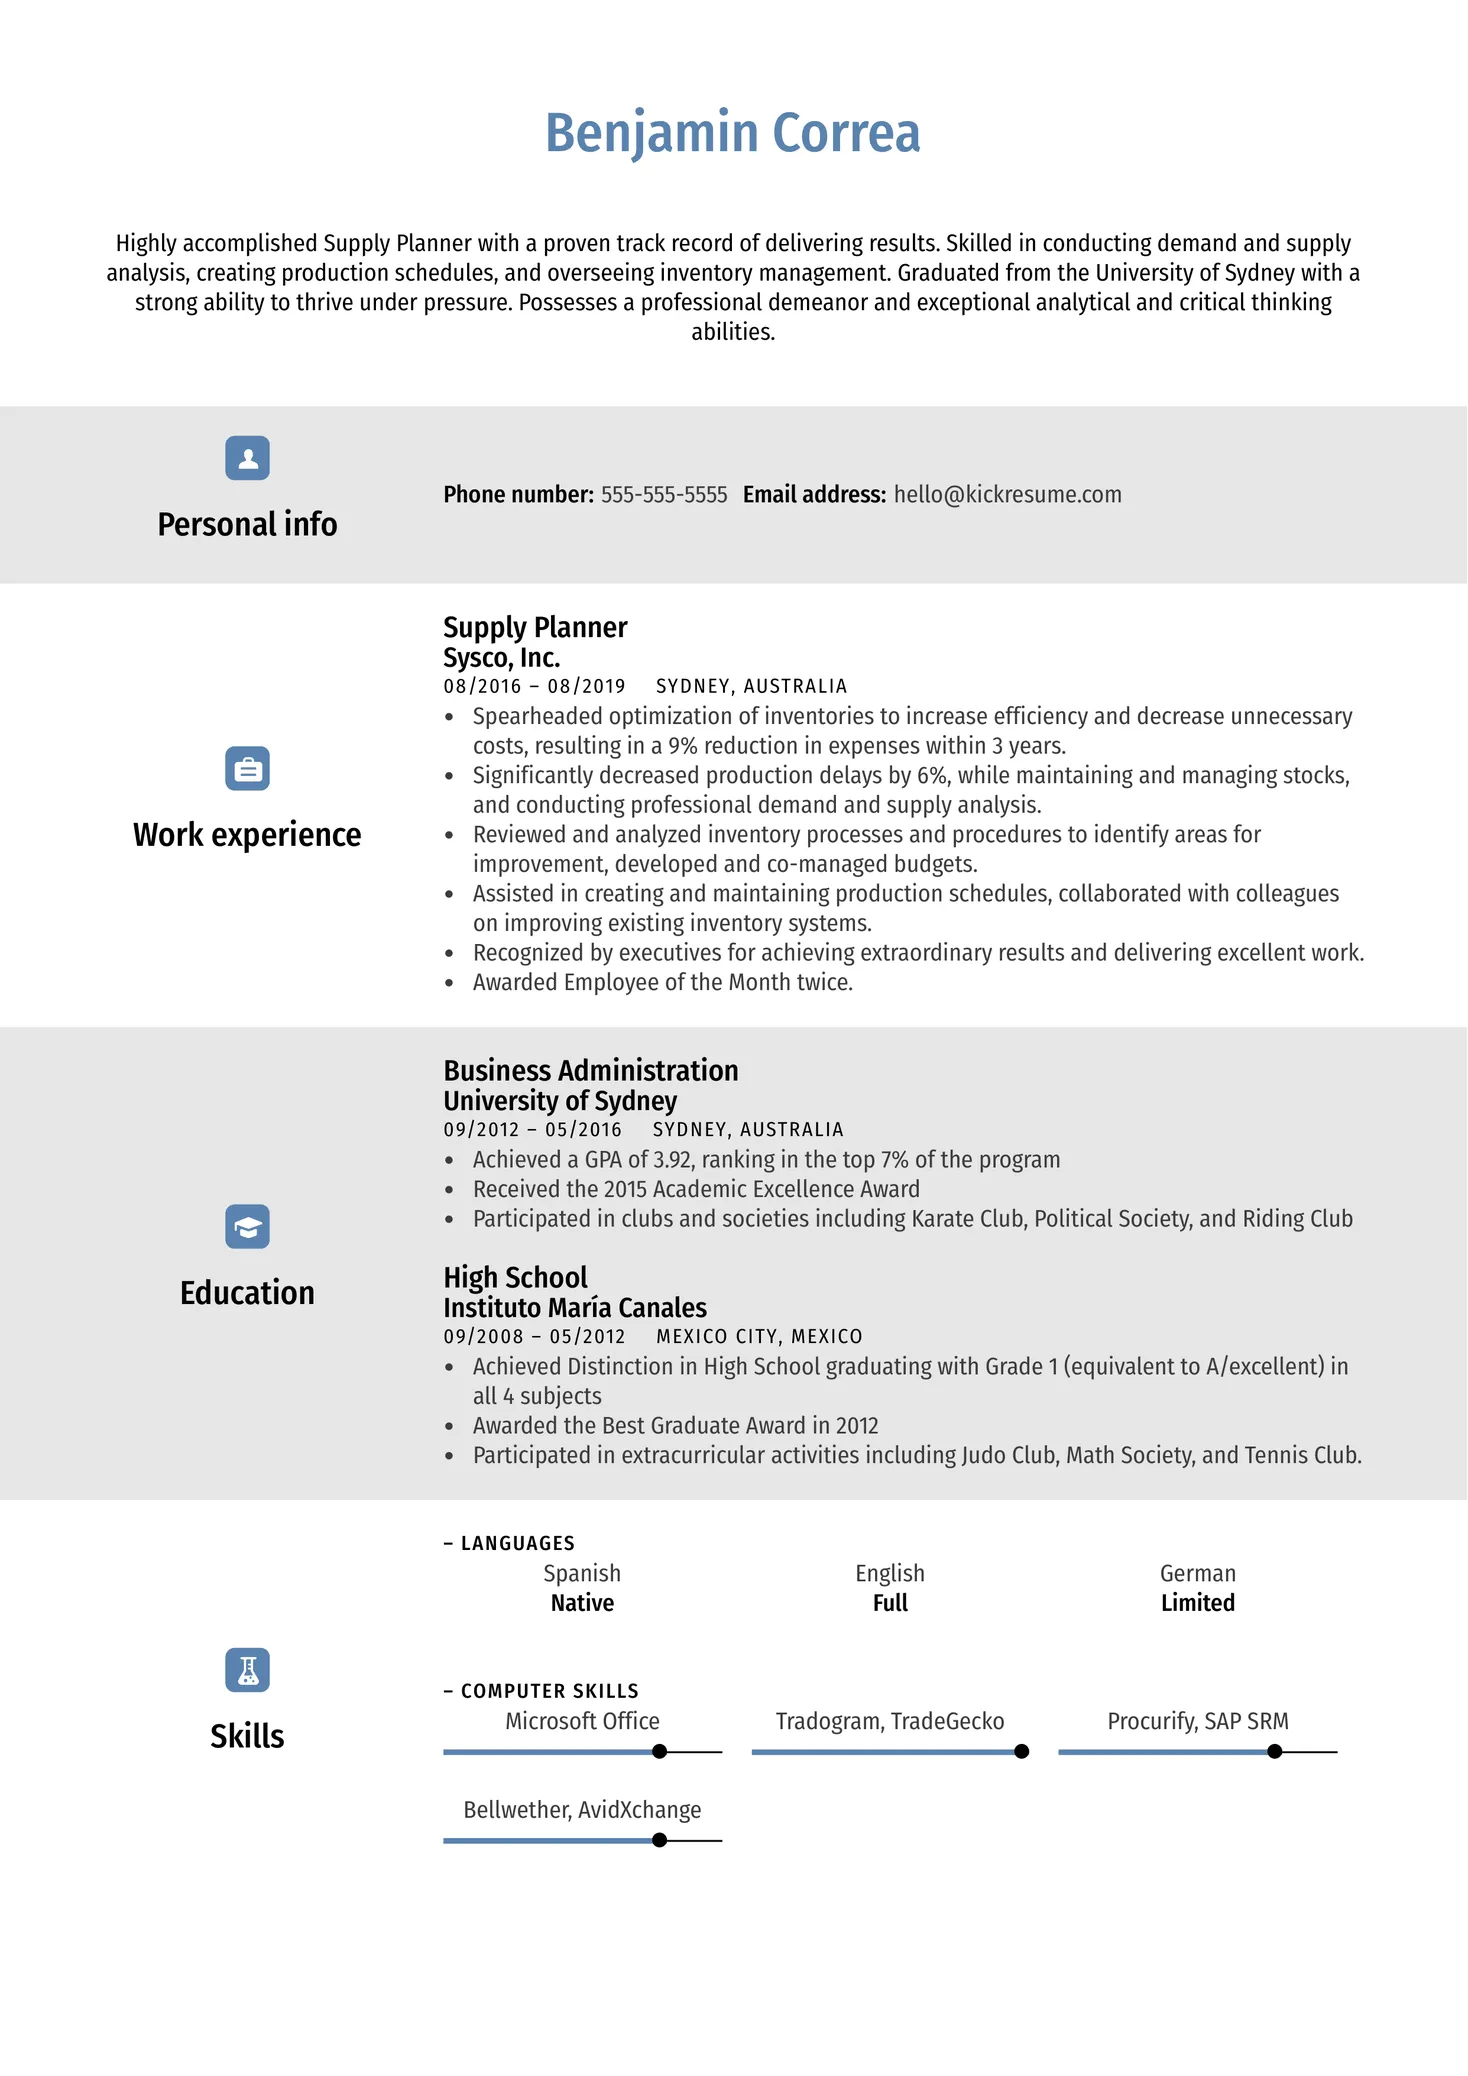 Benjamin Correa
Highly accomplished Supply Planner with a proven track record of delivering results. Skilled in conducting demand and supply
analysis, creating production schedules, and overseeing inventory management. Graduated from the University of Sydney with a
strong ability to thrive under pressure. Possesses a professional demeanor and exceptional analytical and critical thinking
abilities.
Personal info
Phone number: 555-555-5555 Email address: hello@kickresume.com
Work experience
Supply Planner
Sysco, Inc.
08/2016 – 08/2019 SYDNEY, AUSTRALIA
• Spearheaded optimization of inventories to increase efficiency and decrease unnecessary
costs, resulting in a 9% reduction in expenses within 3 years.
• Significantly decreased production delays by 6%, while maintaining and managing stocks,
and conducting professional demand and supply analysis.
• Reviewed and analyzed inventory processes and procedures to identify areas for
improvement, developed and co-managed budgets.
• Assisted in creating and maintaining production schedules, collaborated with colleagues
on improving existing inventory systems.
• Recognized by executives for achieving extraordinary results and delivering excellent work.
• Awarded Employee of the Month twice.
Education
Business Administration
University of Sydney
09/2012 – 05/2016 SYDNEY, AUSTRALIA
• Achieved a GPA of 3.92, ranking in the top 7% of the program
• Received the 2015 Academic Excellence Award
• Participated in clubs and societies including Karate Club, Political Society, and Riding Club
High School
Instituto María Canales
09/2008 – 05/2012 MEXICO CITY, MEXICO
• Achieved Distinction in High School graduating with Grade 1 (equivalent to A/excellent) in
all 4 subjects
• Awarded the Best Graduate Award in 2012
• Participated in extracurricular activities including Judo Club, Math Society, and Tennis Club.
Skills
– LANGUAGES
Spanish English German
Native Full Limited
– COMPUTER SKILLS
Microsoft Office Tradogram, TradeGecko Procurify, SAP SRM
Bellwether, AvidXchange